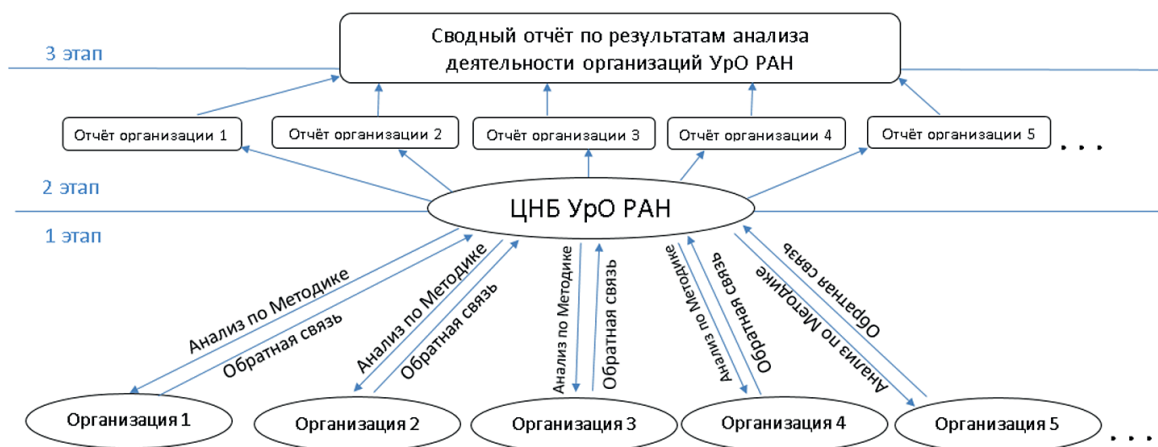 3 этап
Сводный отчёт по результатам анализа
деятельности организаций УрО РАН
Отчёт организации 1
Отчёт организации 2
Отчёт организации 3
Отчёт организации 4
Отчёт организации 5
. . .
2 этап
ЦНБ УрО РАН
1 этап
Анализ по Методике
Обратная связь
Анализ по Методике
Обратная связь
Анализ по Методике
Обратная связь
Анализ по Методике
Обратная связь
Анализ по Методике
Обратная связь
Организация 1
Организация 2
Организация 3
Организация 4
Организация 5
. . . .